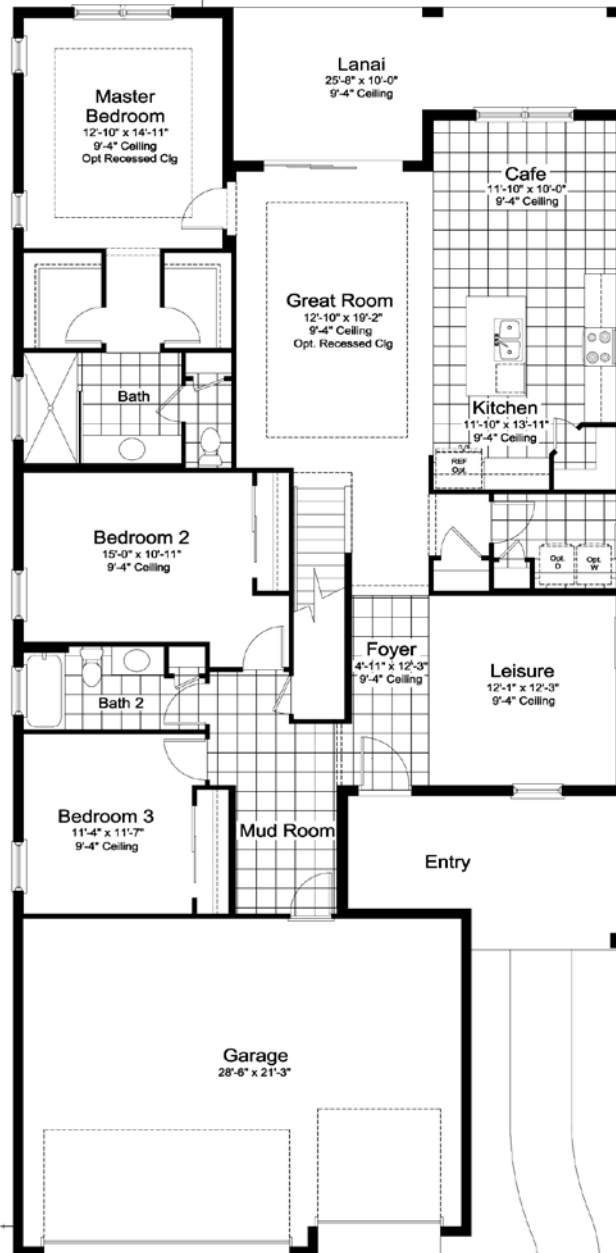 Lanai
25'-8" x 10'-0"
9'-4" Ceiling
Master
Bedroom
12'-10" x 14'-11"
9'-4" Ceiling
Opt Recessed Clg
Cafe
11'-10" x 10'-0"
9'-4" Ceiling
Great Room
12'-10" x 19'-2"
9'-4" Ceiling
Opt. Recessed Clg
Bath
Kitchen
11'-10" x 13'-11"
9'-4" Ceiling
REF
Opt.
Bedroom 2
15'-0" x 10'-11"
9'-4" Ceiling
Opt.
D
Opt.
W
Foyer
4'-11" x 12'-3"
9'-4" Ceiling
Leisure
12'-1" x 12'-3"
9'-4" Ceiling
Bath 2
Bedroom 3
11'-4" x 11'-7"
9'-4" Ceiling
Mud Room
Entry
Garage
28'-6" x 21'-3"